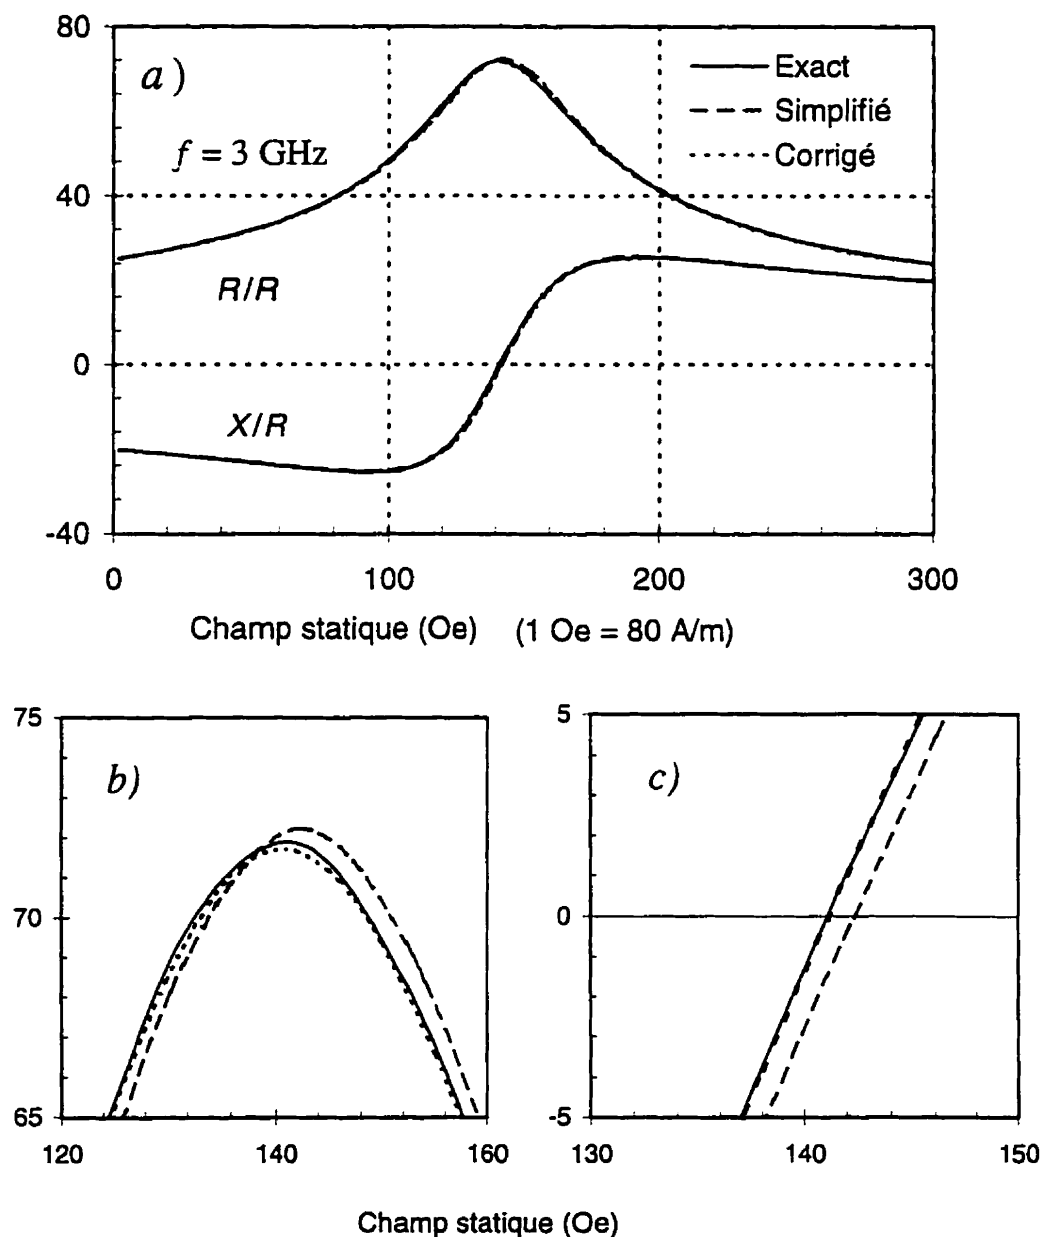 80
a)
Exact
Simplifié
f = 3 GHz
Corrigé
40
R/R
0
X/R
-40
0 100 200 300
Champ statique (Oe) (1 Oe = 80 A/m)
75
b)
70
65
120 140 160
5
c)
0
-5
130 140 150
Champ statique (Oe)